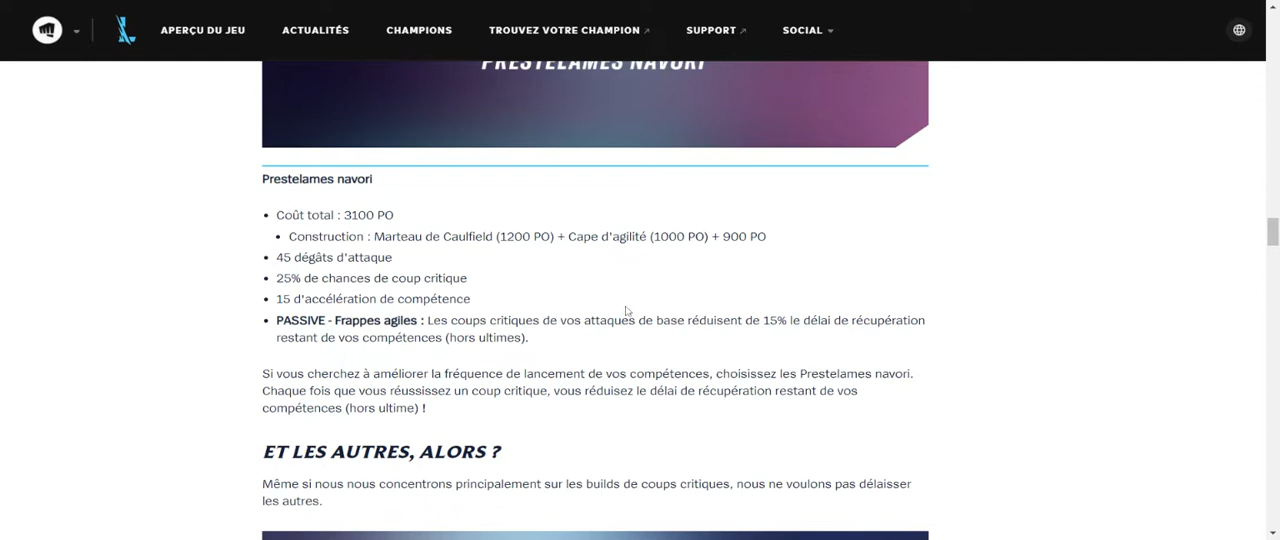 APERÇU DU JEU ACTUALITÉS CHAMPIONS TROUVEZ VOTRE CHAMPION SUPPORT SOCIAL
PRESTELAMES NAVORI
Prestelames navori
• Coût total : 3100 PO
• Construction : Marteau de Caulfield (1200 PO) + Cape d'agilité (1000 PO) + 900 PO
• 45 dégâts d'attaque
• 25% de chances de coup critique
• 15 d'accélération de compétence
• PASSIVE - Frappes agiles : Les coups critiques de vos attaques de base réduisent de 15% le délai de récupération
restant de vos compétences (hors ultimes).
Si vous cherchez à améliorer la fréquence de lancement de vos compétences, choisissez les Prestelames navori.
Chaque fois que vous réussissez un coup critique, vous réduisez le délai de récupération restant de vos
compétences (hors ultime) !
ET LES AUTRES, ALORS ?
Même si nous nous concentrons principalement sur les builds de coups critiques, nous ne voulons pas délaisser
les autres.